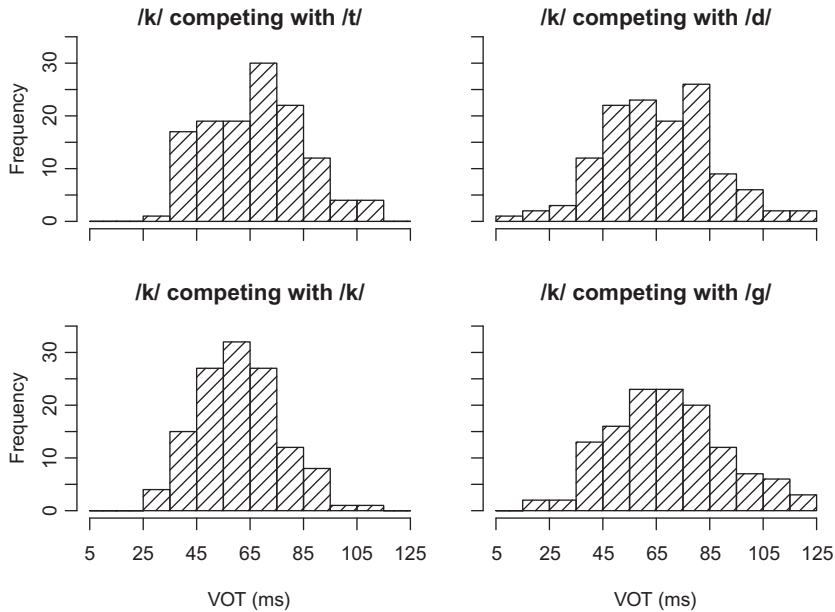 /k/ competing with /t/
/k/ competing with /d/
Frequency
0 10 20 30
/k/ competing with /k/
/k/ competing with /g/
Frequency
0 10 20 30
5 25 45 65 85 105 125
5 25 45 65 85 105 125
VOT (ms)
VOT (ms)